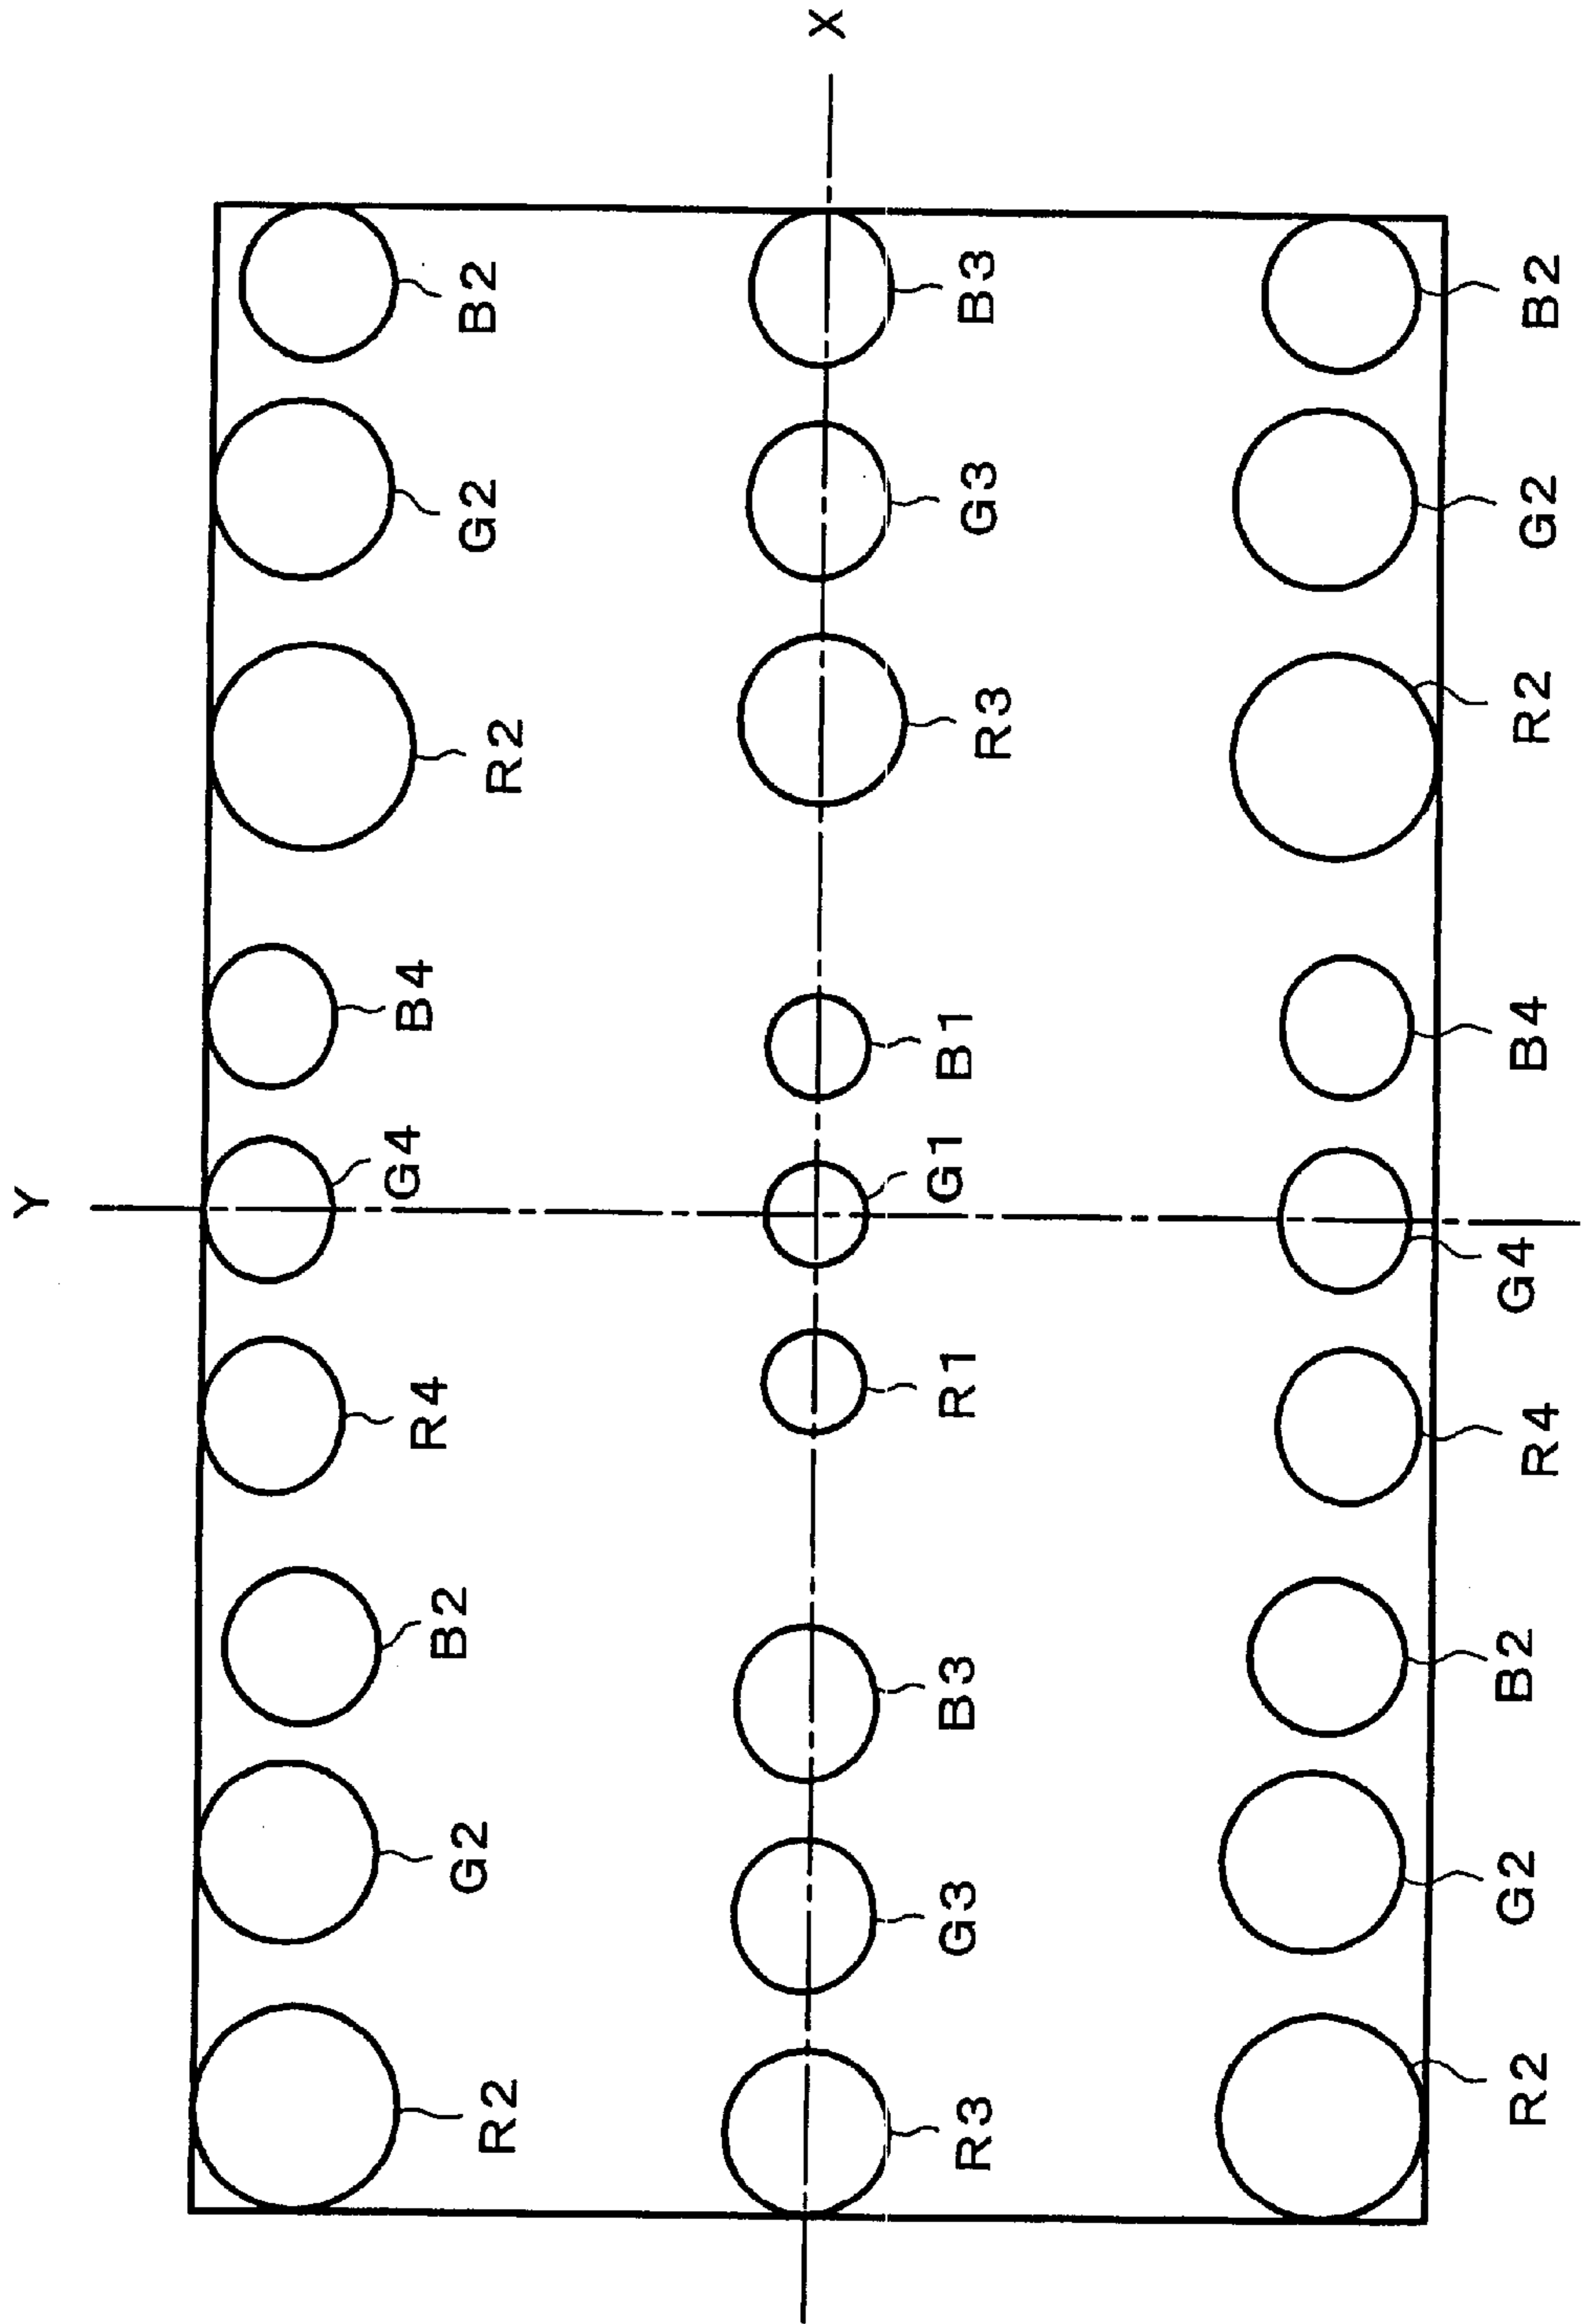 Y
R2 G2 B2 R4 G4 B4 R2 G2 B2
X
R3 G3 B3 R1 G1 B1 R3 G3 B3
R2 G2 B2 R4 G4 B4 R2 G2 B2